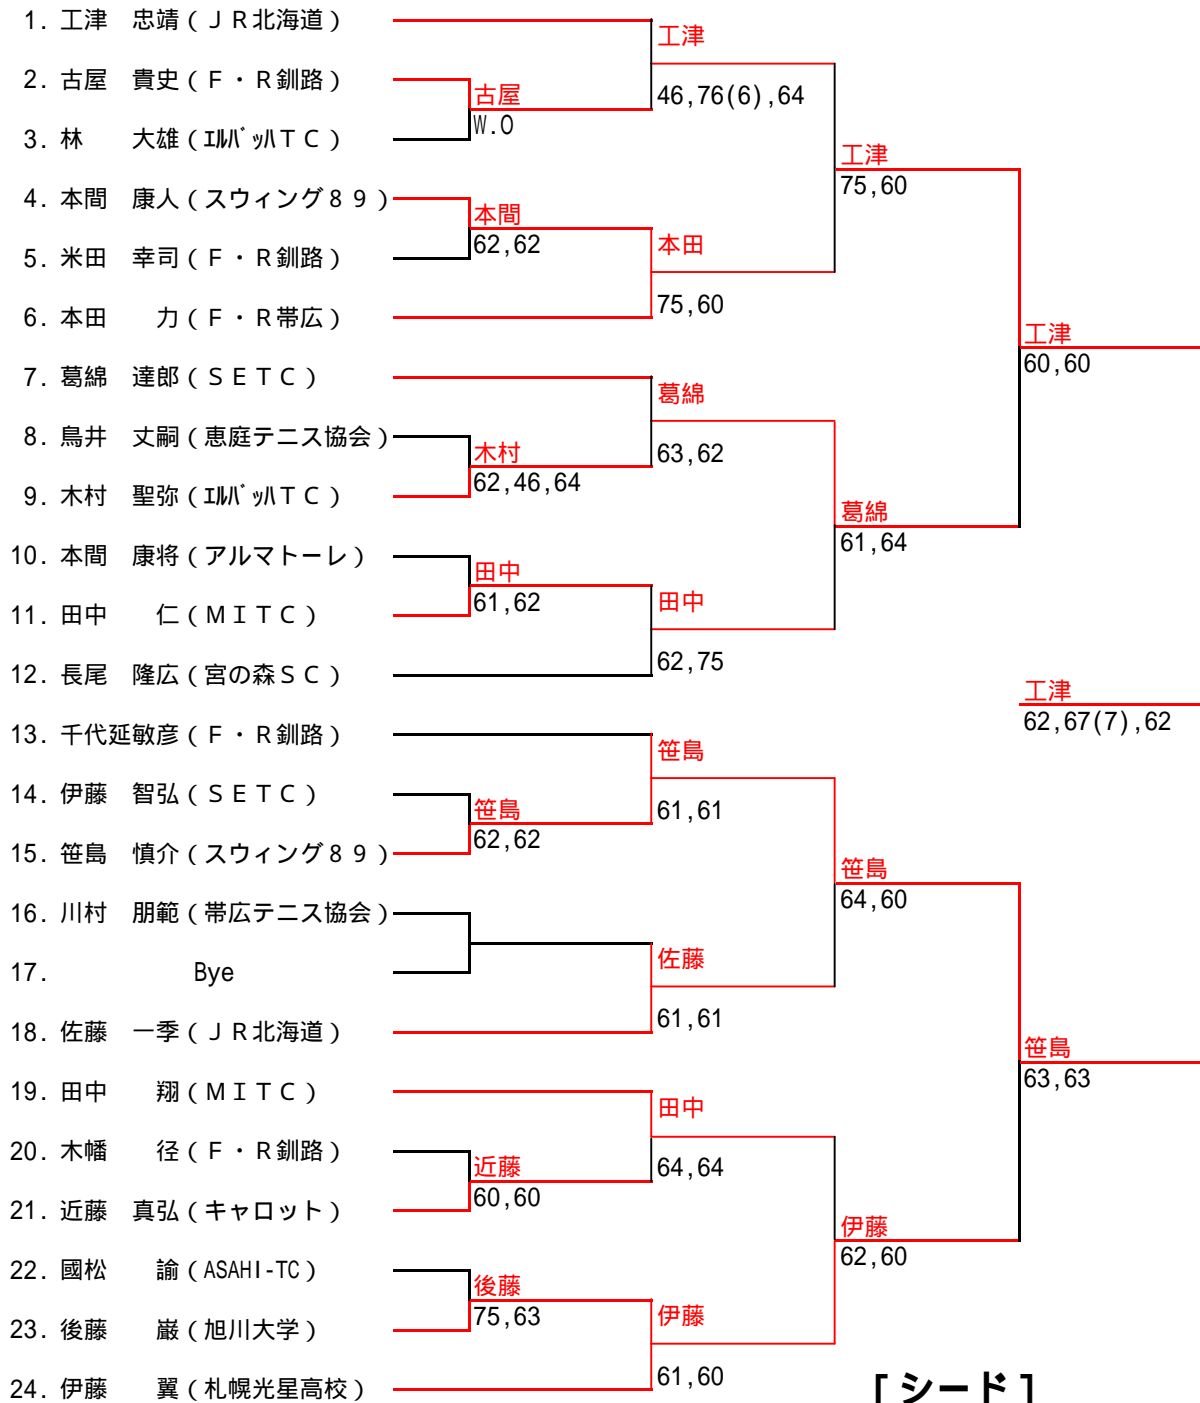 1. 工津　忠靖(ＪＲ北海道)
工津
2. 古屋　貴史(Ｆ・Ｒ釧路)
古屋
46,76(6),64
W.O
3. 林　　大雄(ｴﾙﾊﾞｯﾊＴＣ)
工津
75,60
4. 本間　康人(スウィング８９)
本間
62,62
本田
5. 米田　幸司(Ｆ・Ｒ釧路)
75,60
6. 本田　　力(Ｆ・Ｒ帯広)
工津
60,60
7. 葛綿　達郎(ＳＥＴＣ)
葛綿
8. 鳥井　丈嗣(恵庭テニス協会)
木村
63,62
62,46,64
9. 木村　聖弥(ｴﾙﾊﾞｯﾊＴＣ)
葛綿
61,64
10. 本間　康将(アルマトーレ)
田中
61,62
田中
11. 田中　　仁(ＭＩＴＣ)
62,75
12. 長尾　隆広(宮の森ＳＣ)
工津
62,67(7),62
13. 千代延敏彦(Ｆ・Ｒ釧路)
笹島
14. 伊藤　智弘(ＳＥＴＣ)
笹島
61,61
62,62
15. 笹島　慎介(スウィング８９)
笹島
64,60
16. 川村　朋範(帯広テニス協会)
佐藤
17. Bye
61,61
18. 佐藤　一季(ＪＲ北海道)
笹島
63,63
19. 田中　　翔(ＭＩＴＣ)
田中
20. 木幡　　径(Ｆ・Ｒ釧路)
近藤
64,64
60,60
21. 近藤　真弘(キャロット)
伊藤
62,60
22. 國松　　諭(ASAHI-TC)
後藤
75,63
伊藤
23. 後藤　　巌(旭川大学)
61,60
24. 伊藤　　翼(札幌光星高校)
[シード]